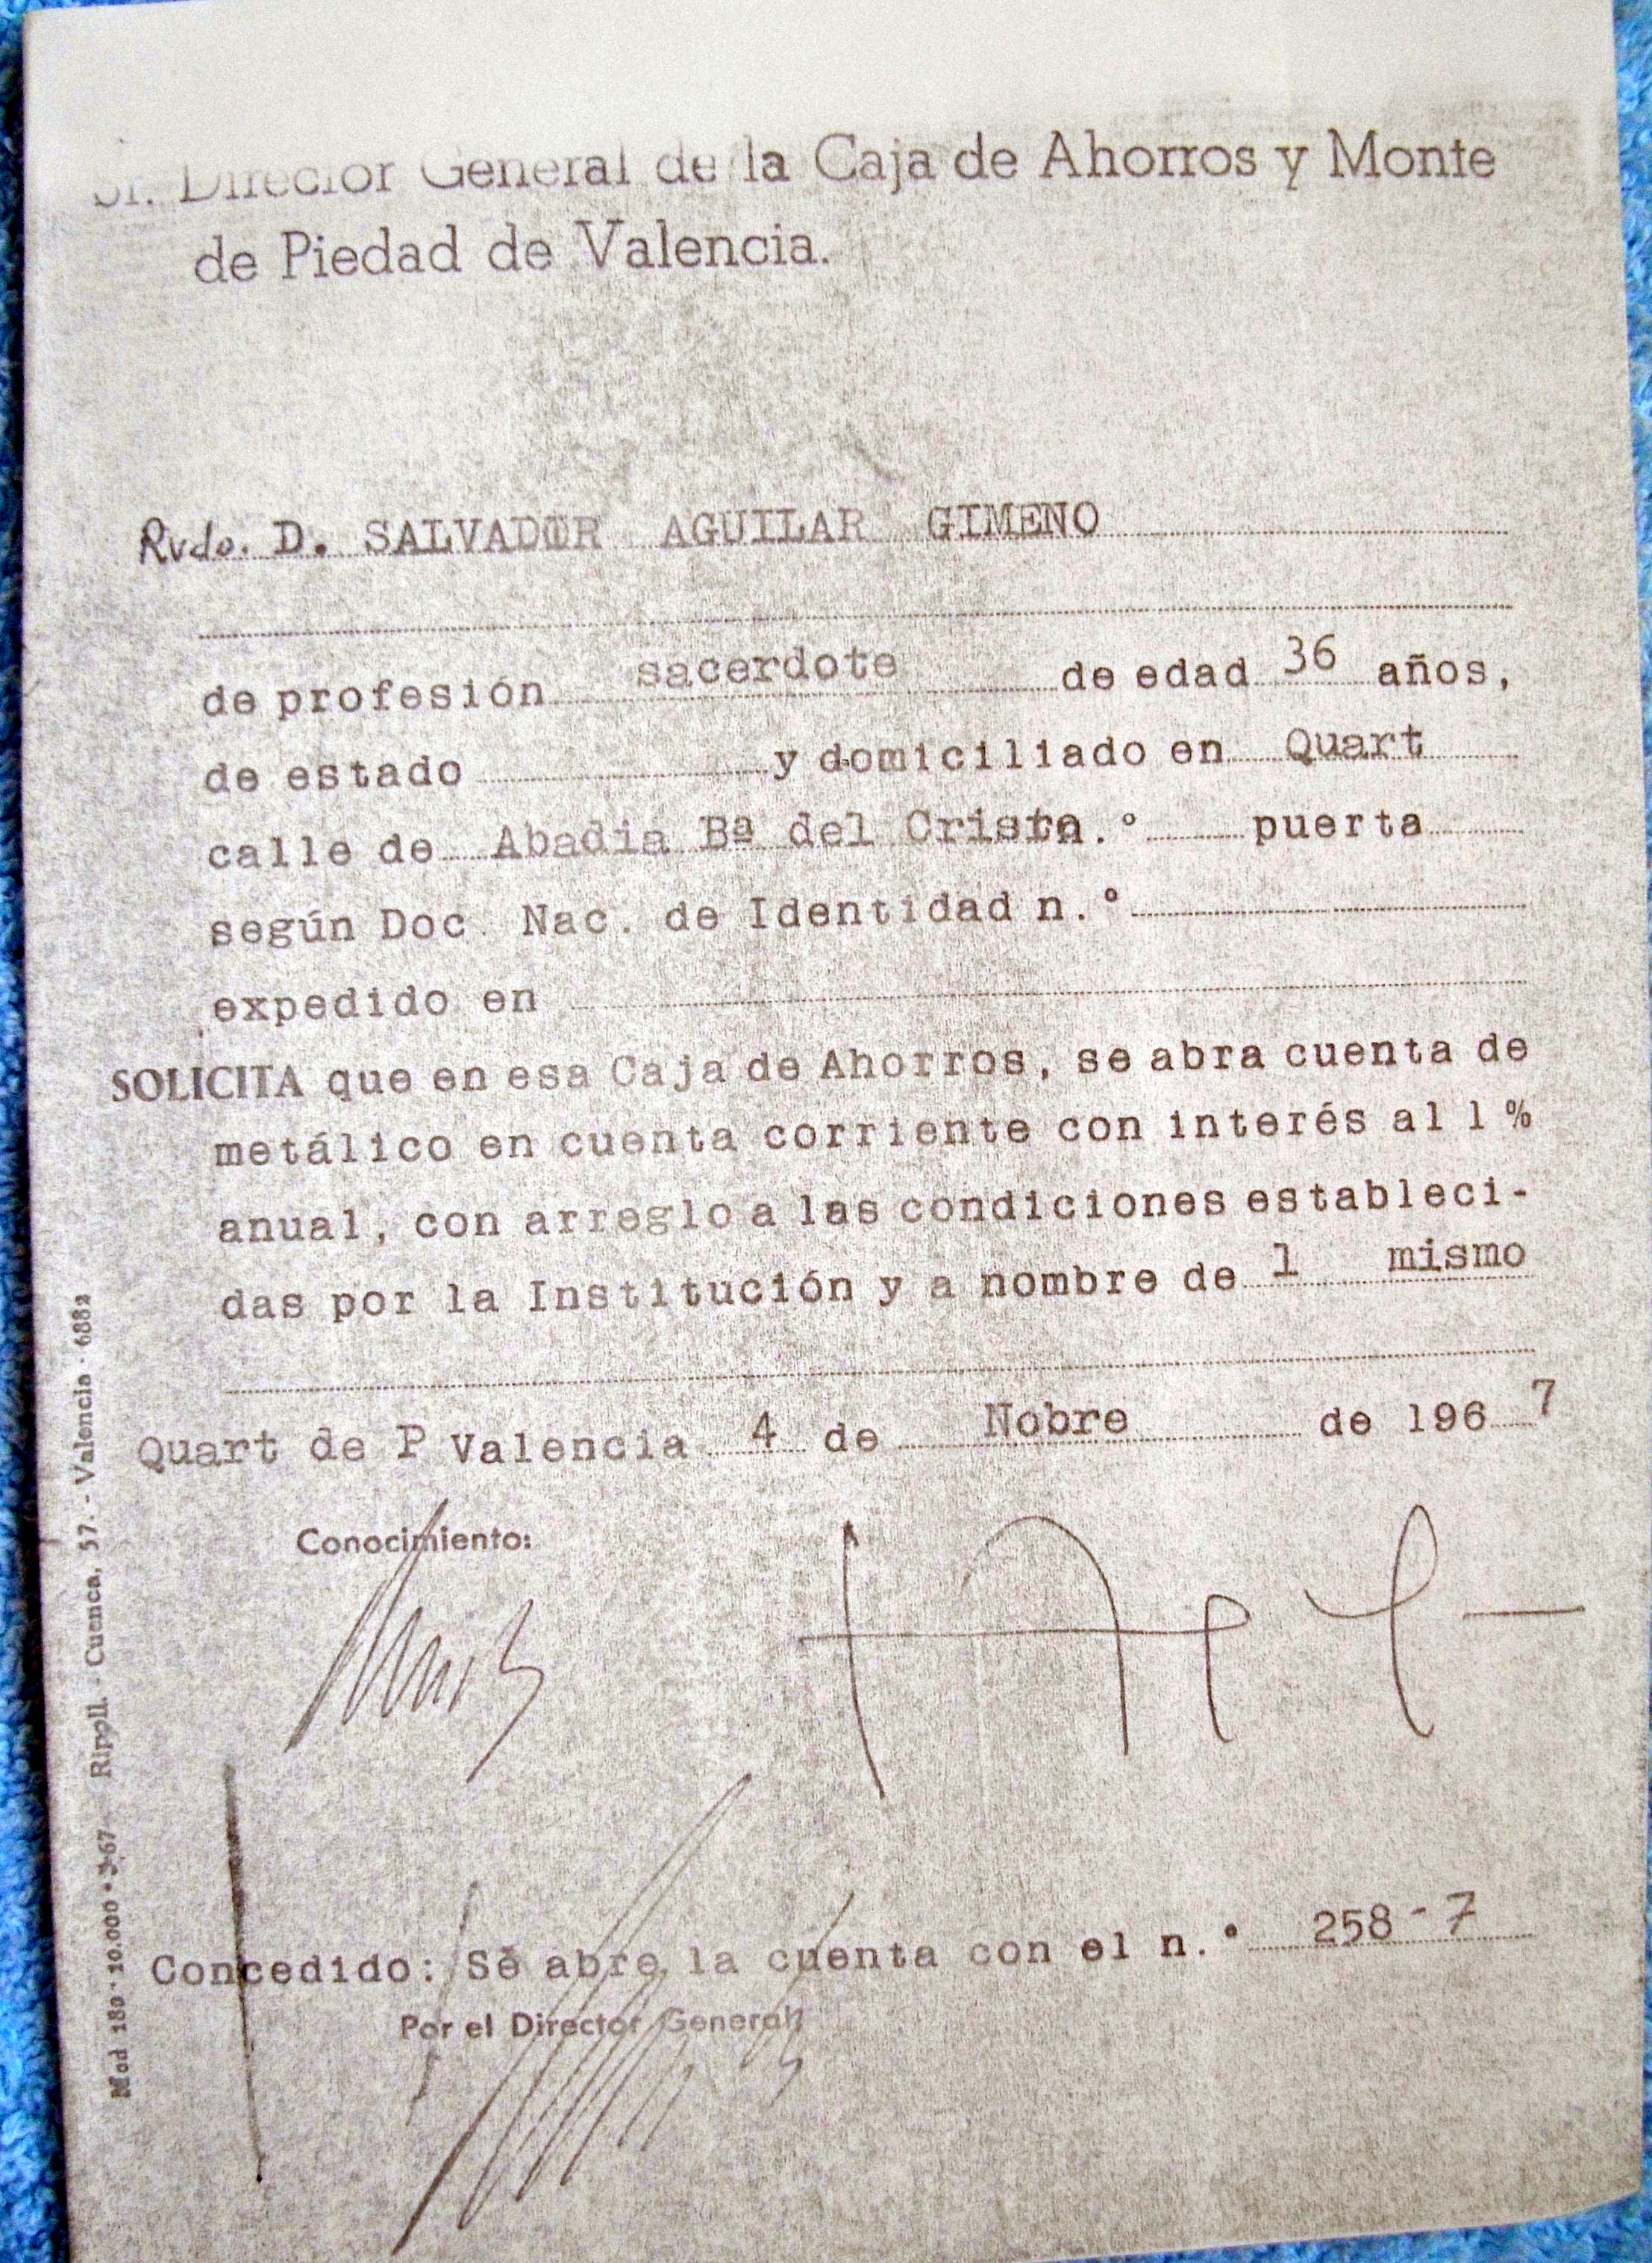 Sr. Director General de la Caja de Ahorros y Monte
de Piedad de Valencia.
Rvdo. D. SALVADOR AGUILAR GIMENO
de profesión sacerdote de edad 36 años,
de estado y domiciliado en Quart
calle de Abadia Bª del Cristo n.º puerta
según Doc. Nac. de Identidad n.º
expedido en
SOLICITA que en esa Caja de Ahorros, se abra cuenta de
metálico en cuenta corriente con interés al 1 %
anual, con arreglo a las condiciones estableci-
das por la Institución y a nombre de l mismo
Quart de P Valencia 4 de Nobre de 1967
Conocimiento:
Concedido: Se abre la cuenta con el n.º 258-7
Por el Director General,
Mod 180 - 10.000 - 3-67 Ripoll. - Cuenca, 57. - Valencia - 6882